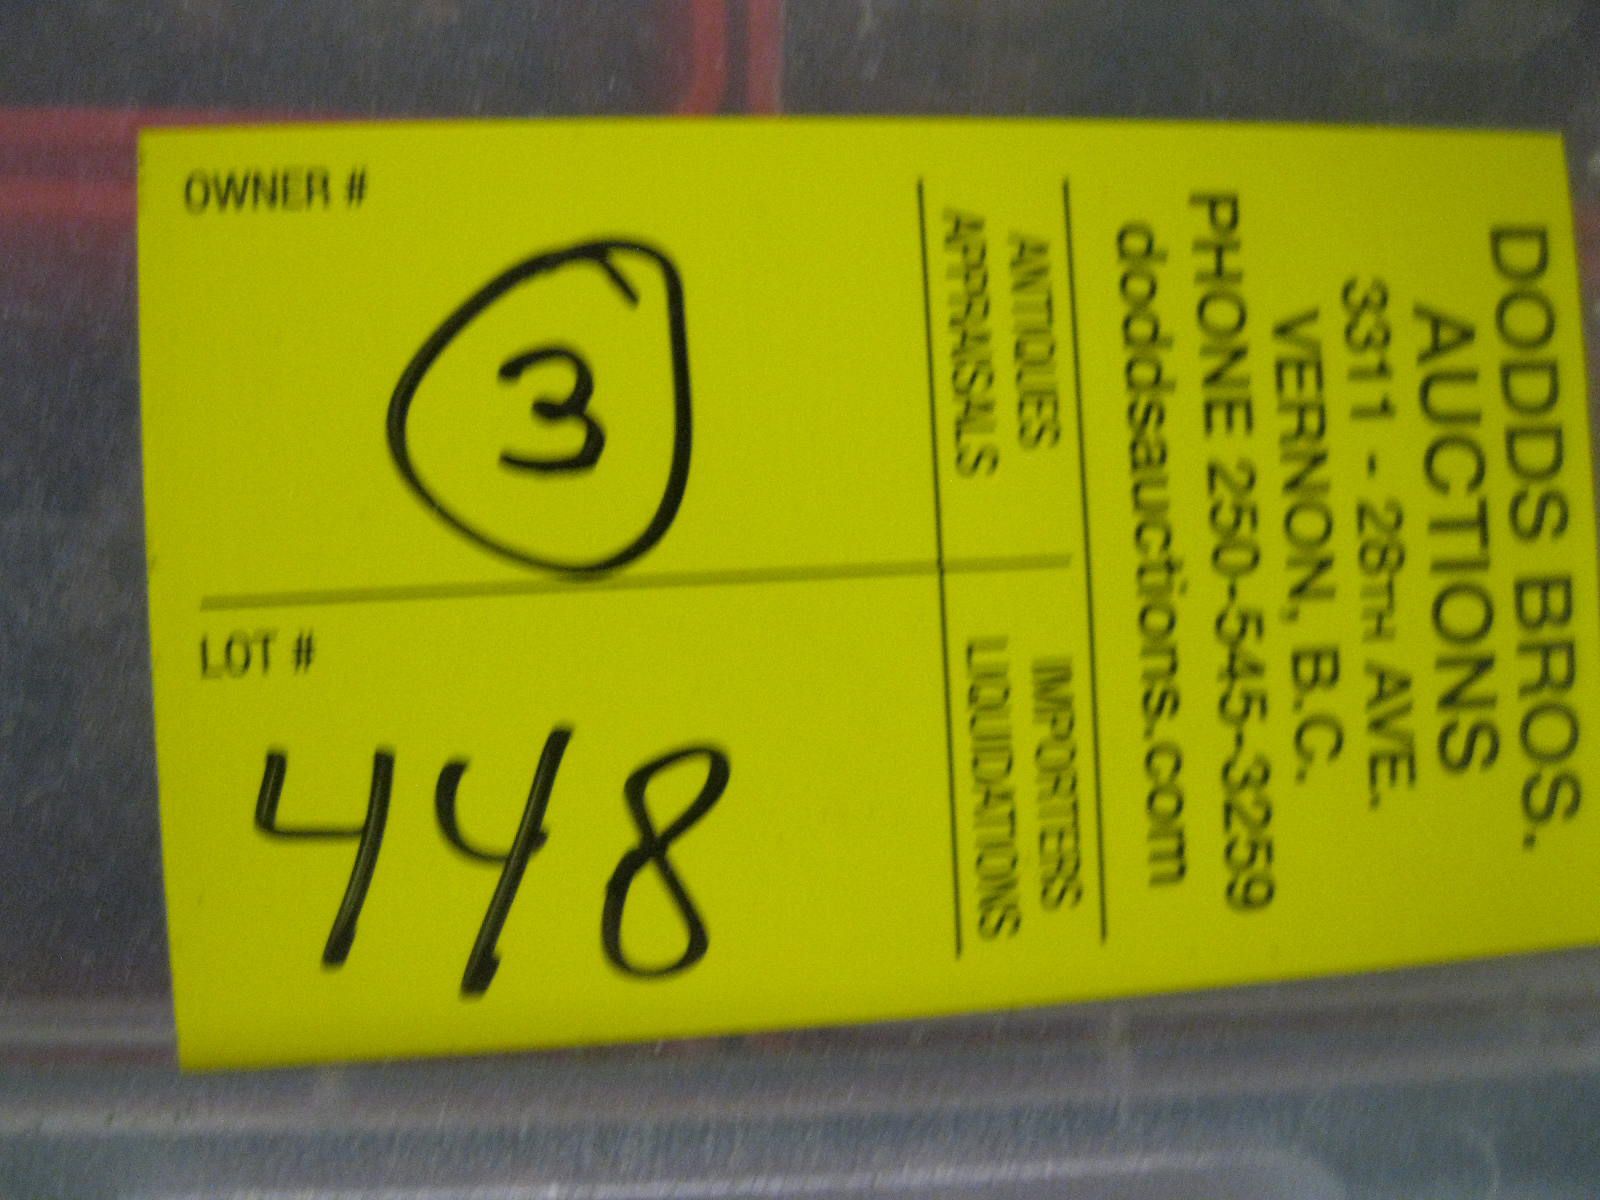 OWNER #
3
LOT #
448
DODDS BROS.
AUCTIONS
3311 - 28TH AVE.
VERNON, B.C.
PHONE 250-545-3259
doddsauctions.com
ANTIQUES
APPRAISALS
IMPORTERS
LIQUIDATIONS